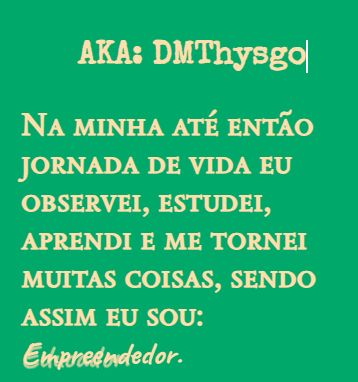 AKA: DMThysgo
Na minha até então
jornada de vida eu
observei, estudei,
aprendi e me tornei
muitas coisas, sendo
assim eu sou:
Empreendedor.